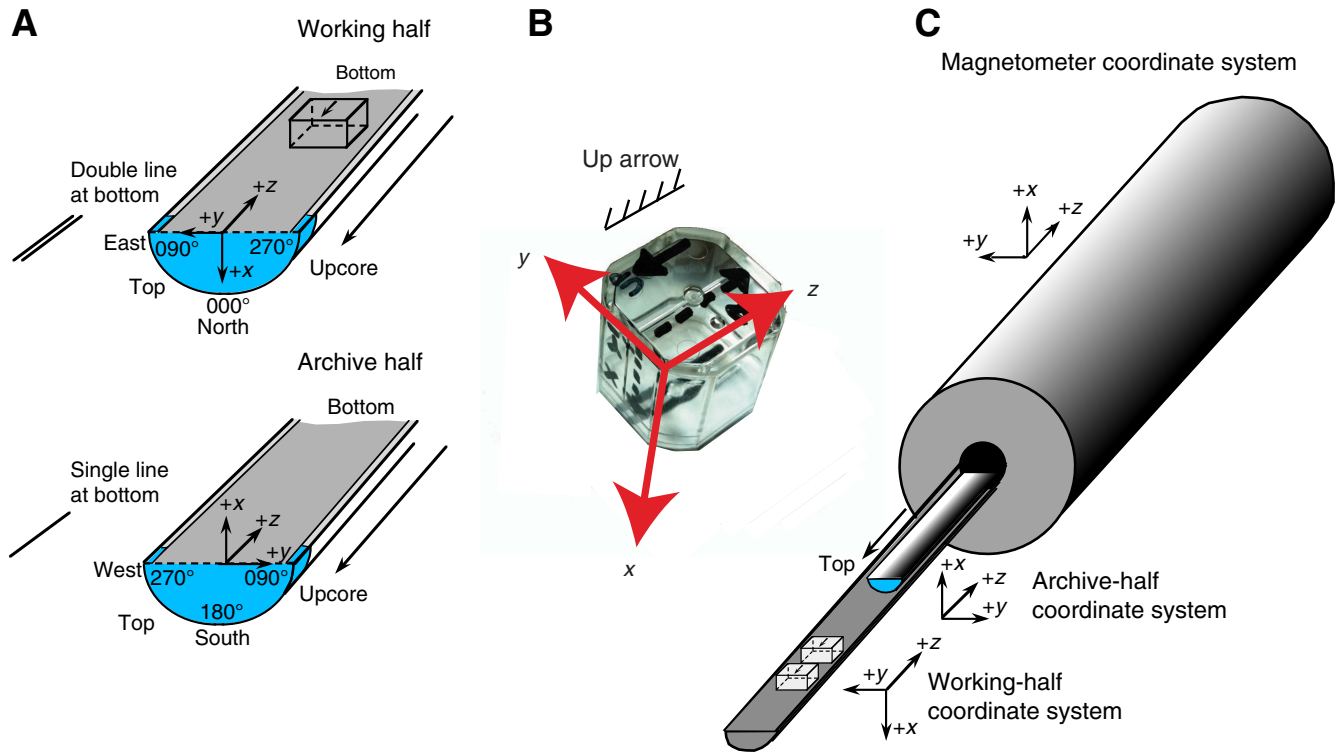 A
Working half
Bottom
Double line
at bottom
+z
+y
East
090°
270°
+x
Top
Upcore
000°
North
Archive half
Bottom
Single line
at bottom
+x
+z
+y
West
270°
090°
Upcore
180°
Top
South
B
Up arrow
y
z
x
C
Magnetometer coordinate system
+x
+z
+y
Top
+x
+z
+y
Archive-half
coordinate system
+z
+y
+x
Working-half
coordinate system